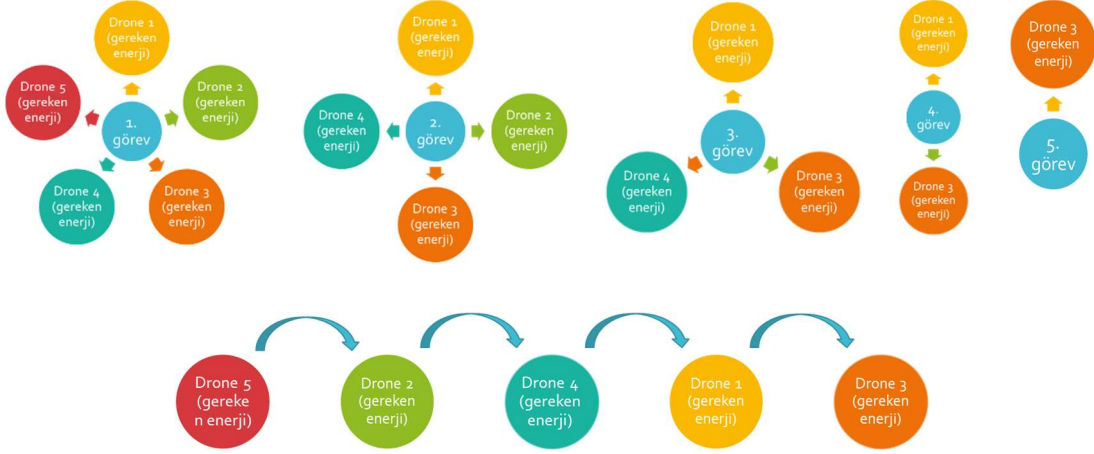 Drone 1
(gereken
enerji)
Drone 5
(gereken
enerji)
Drone 2
(gereken
enerji)
1.
görev
Drone 4
(gereken
enerji)
Drone 3
(gereken
enerji)
Drone 1
(gereken
enerji)
Drone 4
(gereken
enerji)
2.
görev
Drone 2
(gereken
enerji)
Drone 3
(gereken
enerji)
Drone 1
(gereken
enerji)
3.
görev
Drone 4
(gereken
enerji)
Drone 3
(gereken
enerji)
Drone 1
(gereken
enerji)
4.
görev
Drone 3
(gereken
enerji)
Drone 3
(gereken
enerji)
5.
görev
Drone 5
(gereke
n enerji)
Drone 2
(gereken
enerji)
Drone 4
(gereken
enerji)
Drone 1
(gereken
enerji)
Drone 3
(gereken
enerji)